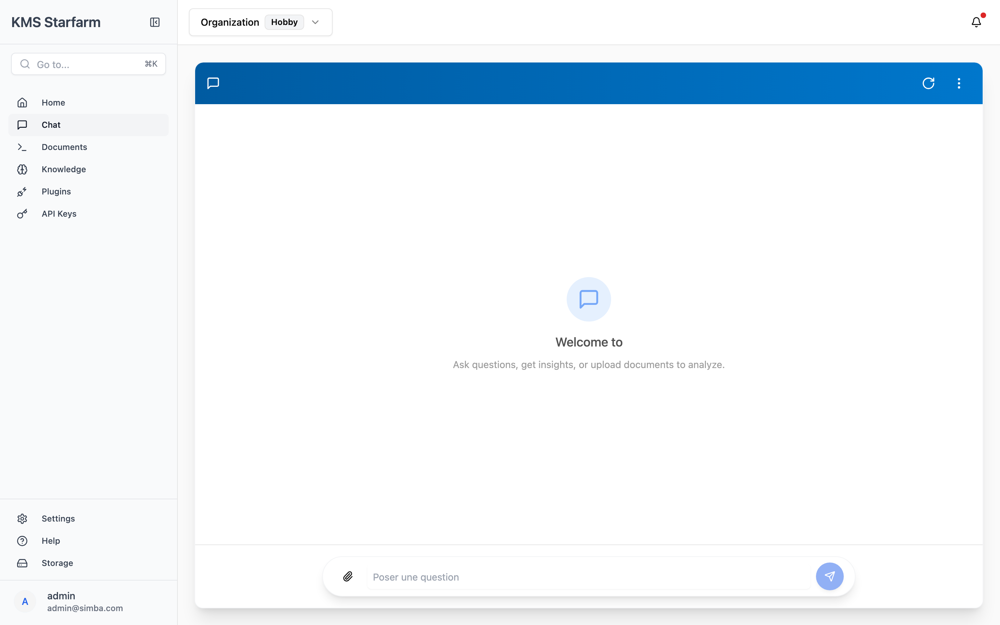 KMS Starfarm
Go to... ⌘K
Home
Chat
Documents
Knowledge
Plugins
API Keys
Settings
Help
Storage
A
admin
admin@simba.com
Organization Hobby
Welcome to
Ask questions, get insights, or upload documents to analyze.
Poser une question